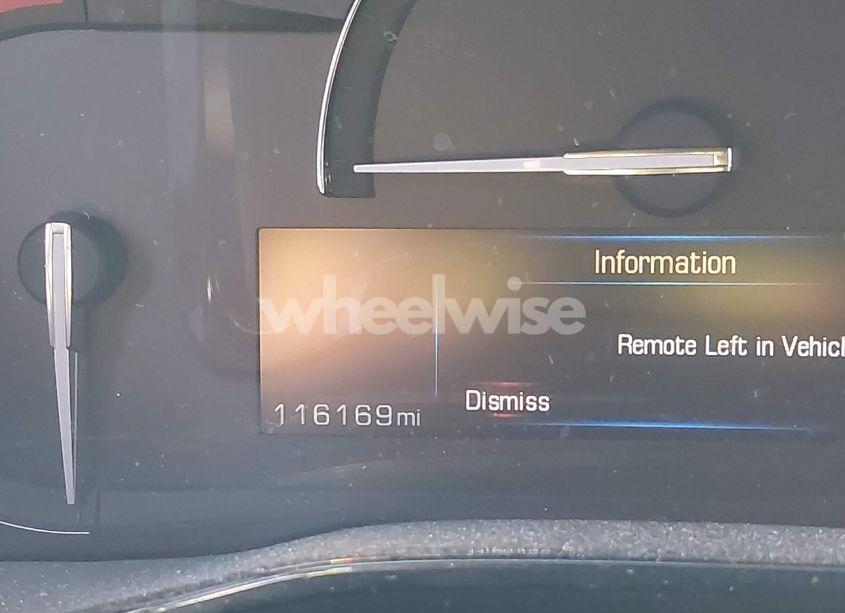 Information
wheelwise
Remote Left in Vehicl
Dismiss
116169mi